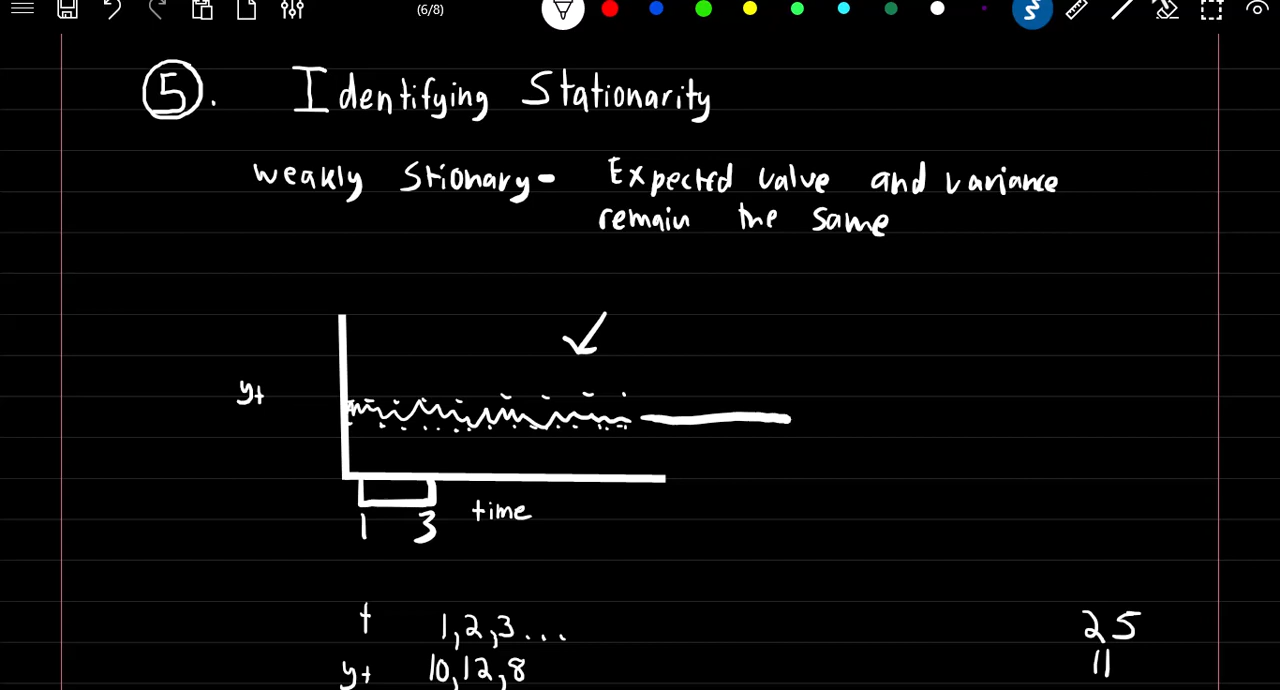 (6/8)
5. Identifying Stationarity
weakly Stionary- Expected value and variance
remain the same
yt
1 3 time
t 1,2,3... 25
yt 10,12,8 11